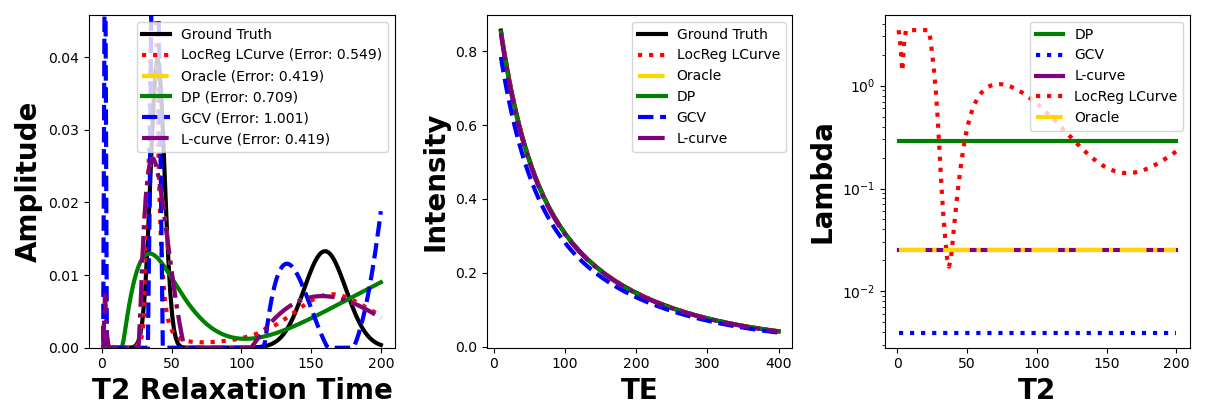 Amplitude
0.04
0.03
0.02
0.01
0.00
Ground Truth
LocReg LCurve (Error: 0.549)
Oracle (Error: 0.419)
DP (Error: 0.709)
GCV (Error: 1.001)
L-curve (Error: 0.419)
0 50 100 150 200
T2 Relaxation Time
Intensity
0.8
0.6
0.4
0.2
0.0
Ground Truth
LocReg LCurve
Oracle
DP
GCV
L-curve
0 100 200 300 400
TE
Lambda
10⁰
10⁻¹
10⁻²
DP
GCV
L-curve
LocReg LCurve
Oracle
0 50 100 150 200
T2